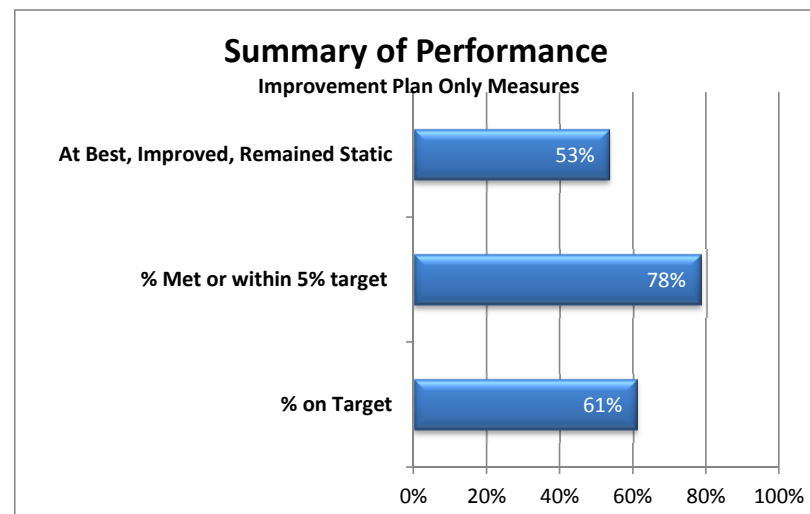 Summary of Performance
Improvement Plan Only Measures
At Best, Improved, Remained Static
53%
% Met or within 5% target
78%
% on Target
61%
0% 20% 40% 60% 80% 100%